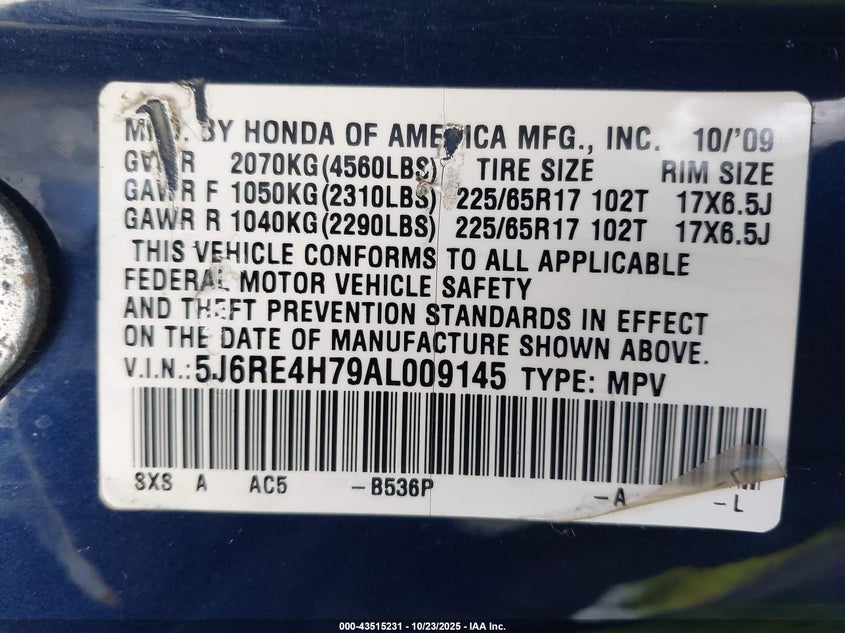 MFD. BY HONDA OF AMERICA MFG., INC. 10/'09
GVWR 2070KG(4560LBS) TIRE SIZE RIM SIZE
GAWR F 1050KG(2310LBS) 225/65R17 102T 17X6.5J
GAWR R 1040KG(2290LBS) 225/65R17 102T 17X6.5J
THIS VEHICLE CONFORMS TO ALL APPLICABLE
FEDERAL MOTOR VEHICLE SAFETY
AND THEFT PREVENTION STANDARDS IN EFFECT
ON THE DATE OF MANUFACTURE SHOWN ABOVE.
V.I.N.:5J6RE4H79AL009145 TYPE: MPV
SXS A AC5 -B536P -A -L
000-43515231 - 10/23/2025 - IAA Inc.